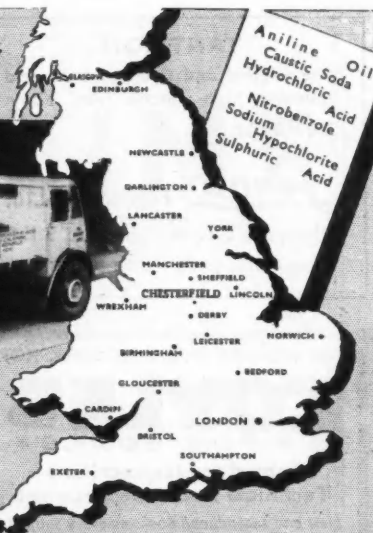 Aniline Oil
Caustic Soda
Hydrochloric
Acid
Nitrobenzole
Sodium
Hypochlorite
Sulphuric
Acid
GLASGOW
EDINBURGH
NEWCASTLE
DARLINGTON
LANCASTER
YORK
MANCHESTER
SHEFFIELD
CHESTERFIELD
LINCOLN
WREXHAM
DERBY
LEICESTER
NORWICH
BIRMINGHAM
BEDFORD
GLOUCESTER
CARDIFF
LONDON
BRISTOL
SOUTHAMPTON
EXETER